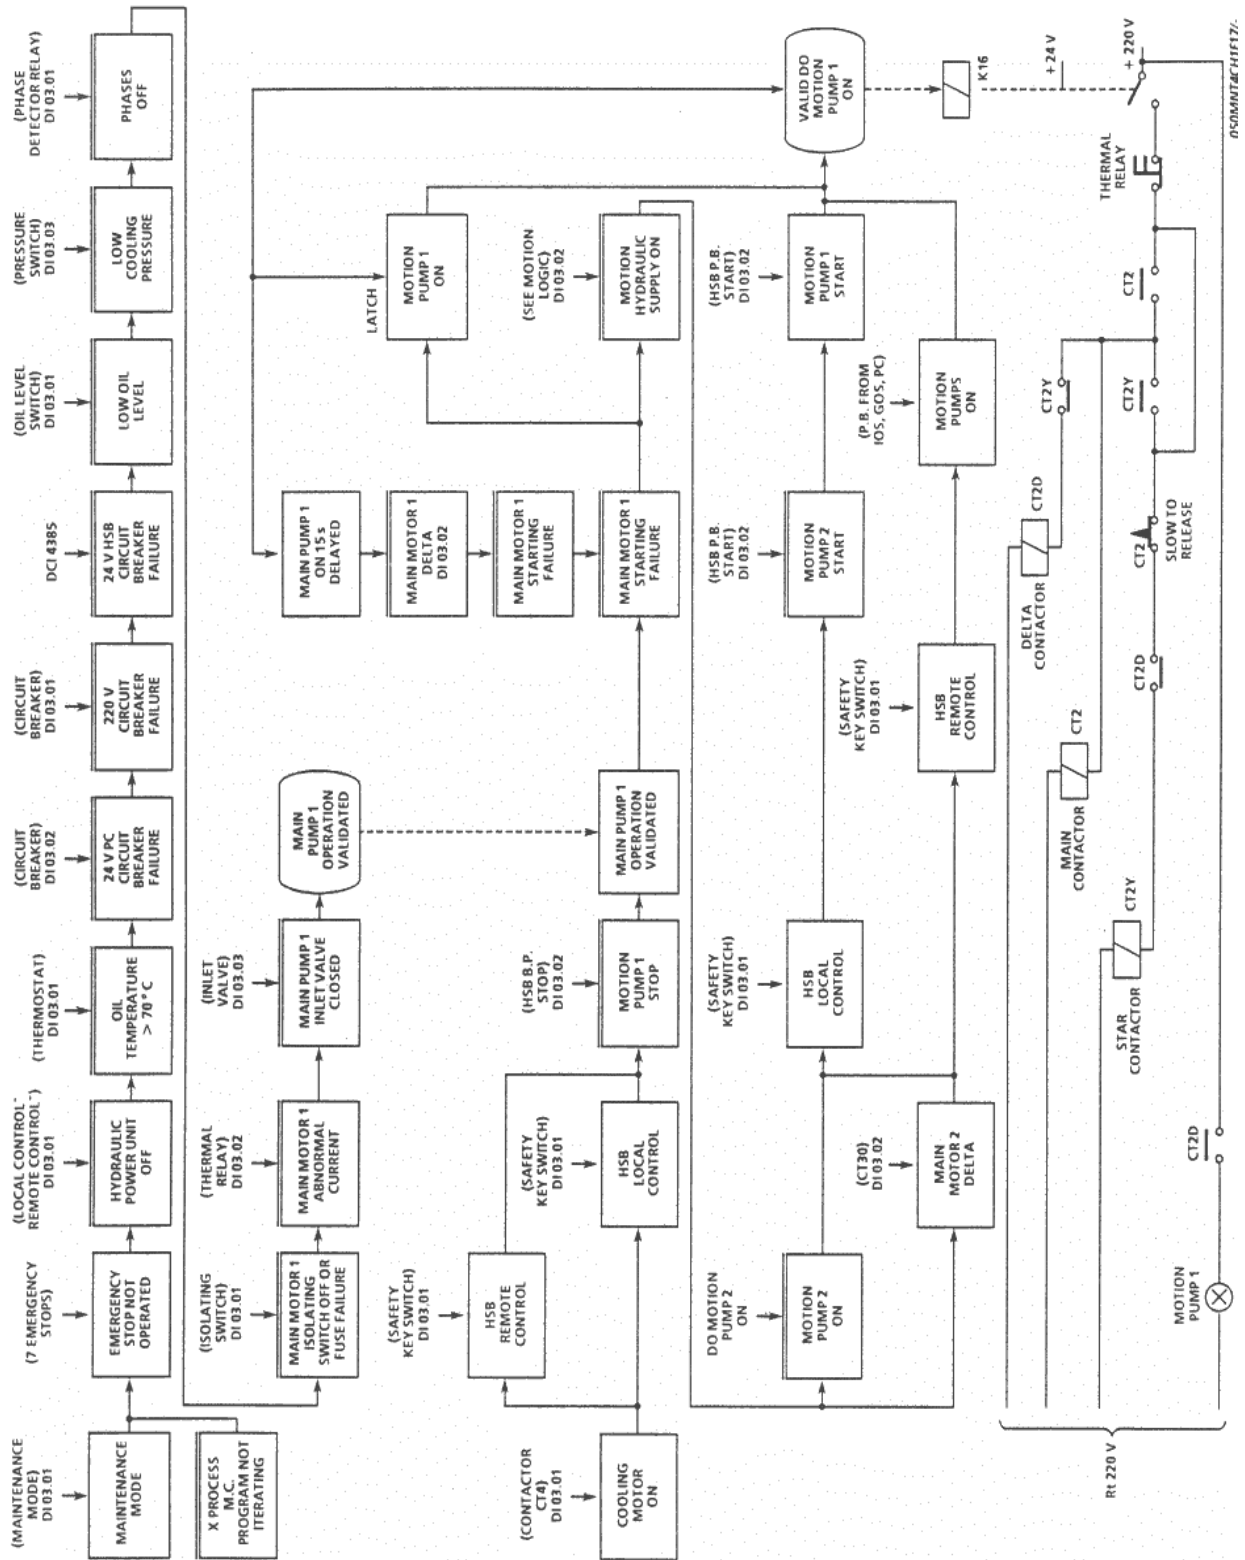 (MAINTENANCE
MODE)
DI 03.01
MAINTENANCE
MODE
X PROCESS
M.C.
PROGRAM NOT
ITERATING
(7 EMERGENCY
STOPS)
EMERGENCY
STOP NOT
OPERATED
(LOCAL CONTROL-
REMOTE CONTROL-)
DI 03.01
HYDRAULIC
POWER UNIT
OFF
(THERMOSTAT)
DI 03.01
OIL
TEMPERATURE
> 70°C
(CIRCUIT
BREAKER)
DI 03.02
24 V PC
CIRCUIT
BREAKER
FAILURE
(CIRCUIT
BREAKER)
DI 03.01
220 V
CIRCUIT
BREAKER
FAILURE
DCI 4385
24 V HSB
CIRCUIT
BREAKER
FAILURE
(OIL LEVEL
SWITCH)
DI 03.01
LOW OIL
LEVEL
(PRESSURE
SWITCH)
DI 03.03
LOW
COOLING
PRESSURE
(PHASE
DETECTOR RELAY)
DI 03.01
PHASES
OFF
(ISOLATING
SWITCH)
DI 03.01
MAIN MOTOR 1
ISOLATING
SWITCH OFF OR
FUSE FAILURE
(THERMAL
RELAY)
DI 03.02
MAIN MOTOR 1
ABNORMAL
CURRENT
(INLET
VALVE)
DI 03.03
MAIN PUMP 1
INLET VALVE
CLOSED
MAIN
PUMP 1
OPERATION
VALIDATED
MAIN PUMP 1
ON 15 s
DELAYED
MAIN MOTOR 1
DELTA
DI 03.02
MAIN MOTOR 1
STARTING
FAILURE
MAIN MOTOR 1
STARTING
FAILURE
LATCH
MOTION
PUMP 1
ON
(SEE MOTION
LOGIC)
DI 03.02
MOTION
HYDRAULIC
SUPPLY ON
(CONTACTOR
CT4)
DI 03.01
COOLING
MOTOR
ON
(SAFETY
KEY SWITCH)
DI 03.01
HSB
REMOTE
CONTROL
(SAFETY
KEY SWITCH)
DI 03.01
HSB
LOCAL
CONTROL
(HSB B.P.
STOP)
DI 03.02
MOTION
PUMP 1
STOP
MAIN PUMP 1
OPERATION
VALIDATED
DO MOTION
PUMP 2
ON
MOTION
PUMP 2
ON
(CT30)
DI 03.02
MAIN
MOTOR 2
DELTA
(SAFETY
KEY SWITCH)
DI 03.01
HSB
LOCAL
CONTROL
(SAFETY
KEY SWITCH)
DI 03.01
HSB
REMOTE
CONTROL
(HSB P.B.
START)
DI 03.02
MOTION
PUMP 2
START
(HSB P.B.
START)
DI 03.02
MOTION
PUMP 1
START
(P.B. FROM
IOS, GOS, PC)
MOTION
PUMPS
ON
VALID DO
MOTION
PUMP 1
ON
K16
+ 24 V
+ 220 V
THERMAL
RELAY
CT2
CT2Y
CT2Y
CT2D
DELTA
CONTACTOR
CT2
SLOW TO
RELEASE
CT2D
CT2
MAIN
CONTACTOR
CT2Y
STAR
CONTACTOR
CT2D
MOTION
PUMP 1
Rt 220 V